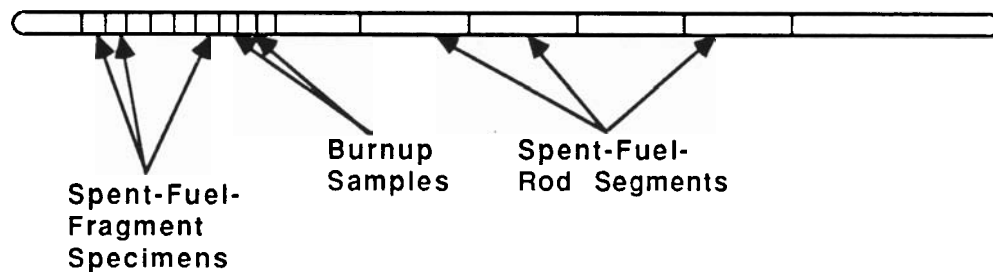 Spent-Fuel-
Fragment
Specimens
Burnup
Samples
Spent-Fuel-
Rod Segments